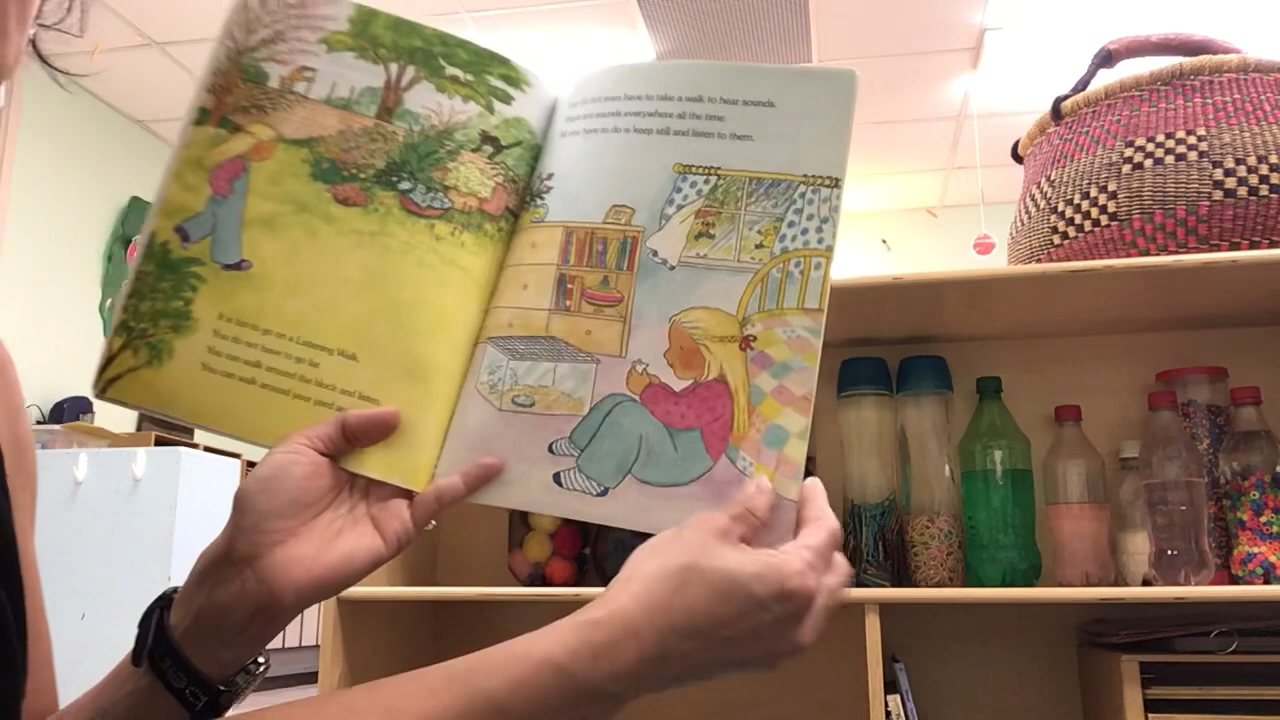 It is fun to go on a Listening Walk.
You do not have to go far.
You can walk around the block and listen.
You can walk around your yard
do not even have to take a walk to hear sounds.
There are sounds everywhere all the time.
All you have to do is keep still and listen to them.